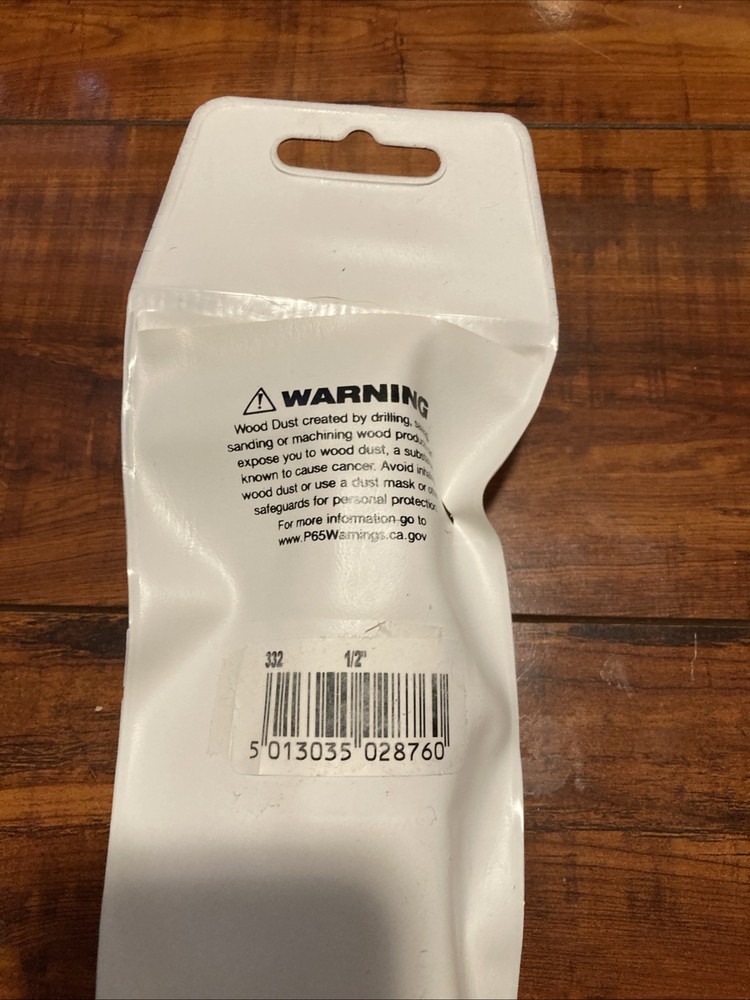 WARNING
Wood Dust created by drilling,
sanding or machining wood
expose you to wood dust, a
known to cause cancer. Avoid
wood dust or use a dust mask or
safeguards for personal protection
For more information go to
www.P65Warnings.ca.gov
332 1/2"
5 013035 028760